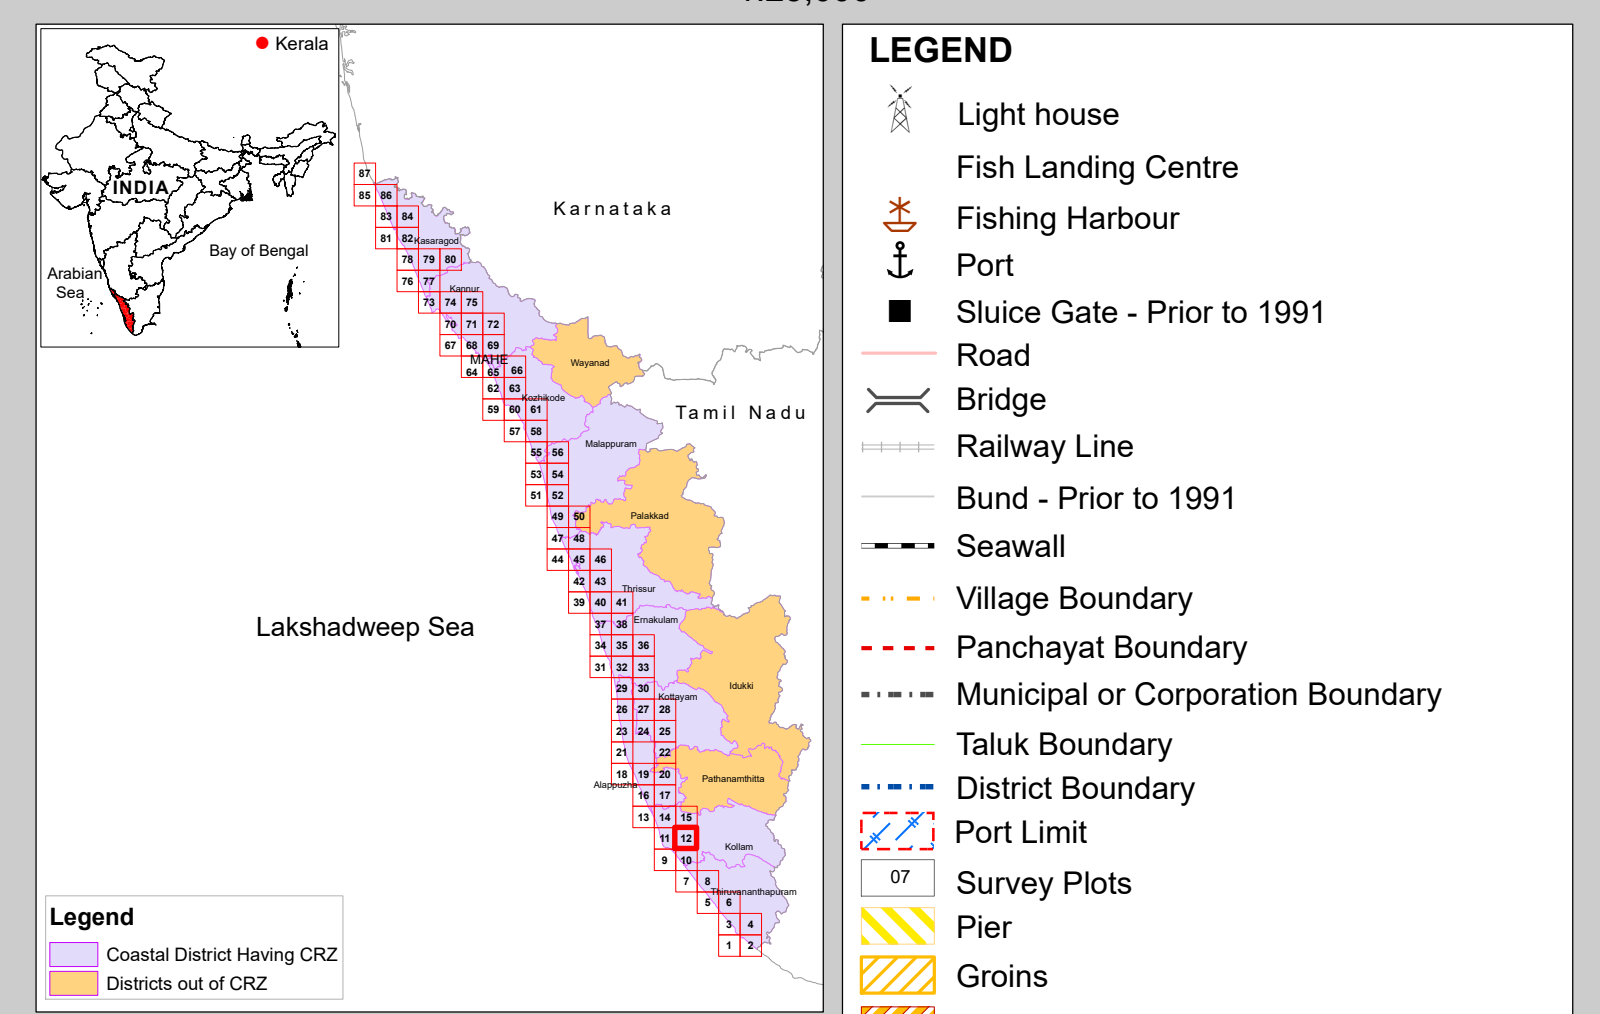 Kerala
INDIA
Bay of Bengal
Arabian
Sea
Karnataka
87
85 86
83 84
81 82 Kasaragod
78 79 80
76 77
Kannur
73 74 75
70 71 72
67 68 69
MAHE
64 65 66
Wayanad
62 63
Kozhikode
59 60 61
Tamil Nadu
57 58
Malappuram
55 56
53 54
51 52
49 50
Palakkad
47 48
44 45 46
42 43
Thrissur
39 40 41
Ernakulam
37 38
Lakshadweep Sea
34 35 36
31 32 33
29 30
Idukki
Kottayam
26 27 28
23 24 25
21 22
18 19 20
Pathanamthitta
Alappuzha
16 17
13 14 15
11 12
Kollam
9 10
7 8
Thiruvananthapuram
5 6
3 4
1 2
Legend
Coastal District Having CRZ
Districts out of CRZ
LEGEND
Light house
Fish Landing Centre
Fishing Harbour
Port
Sluice Gate - Prior to 1991
Road
Bridge
Railway Line
Bund - Prior to 1991
Seawall
Village Boundary
Panchayat Boundary
Municipal or Corporation Boundary
Taluk Boundary
District Boundary
Port Limit
07 Survey Plots
Pier
Groins